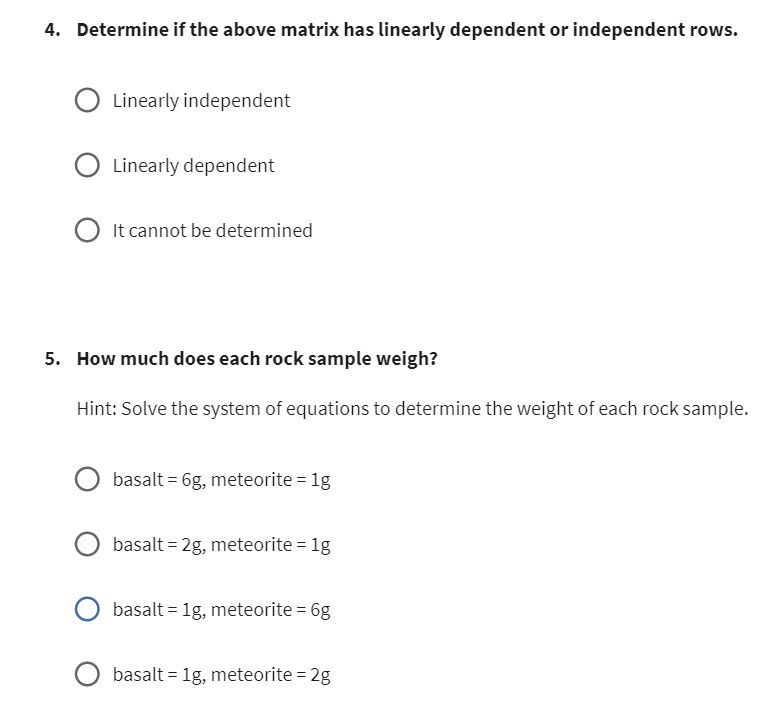 4. Determine if the above matrix has linearly dependent or independent rows.
Linearly independent
Linearly dependent
It cannot be determined
5. How much does each rock sample weigh?
Hint: Solve the system of equations to determine the weight of each rock sample.
basalt = 6g, meteorite = 1g
basalt = 2g, meteorite = 1g
basalt = 1g, meteorite = 6g
basalt = 1g, meteorite = 2g